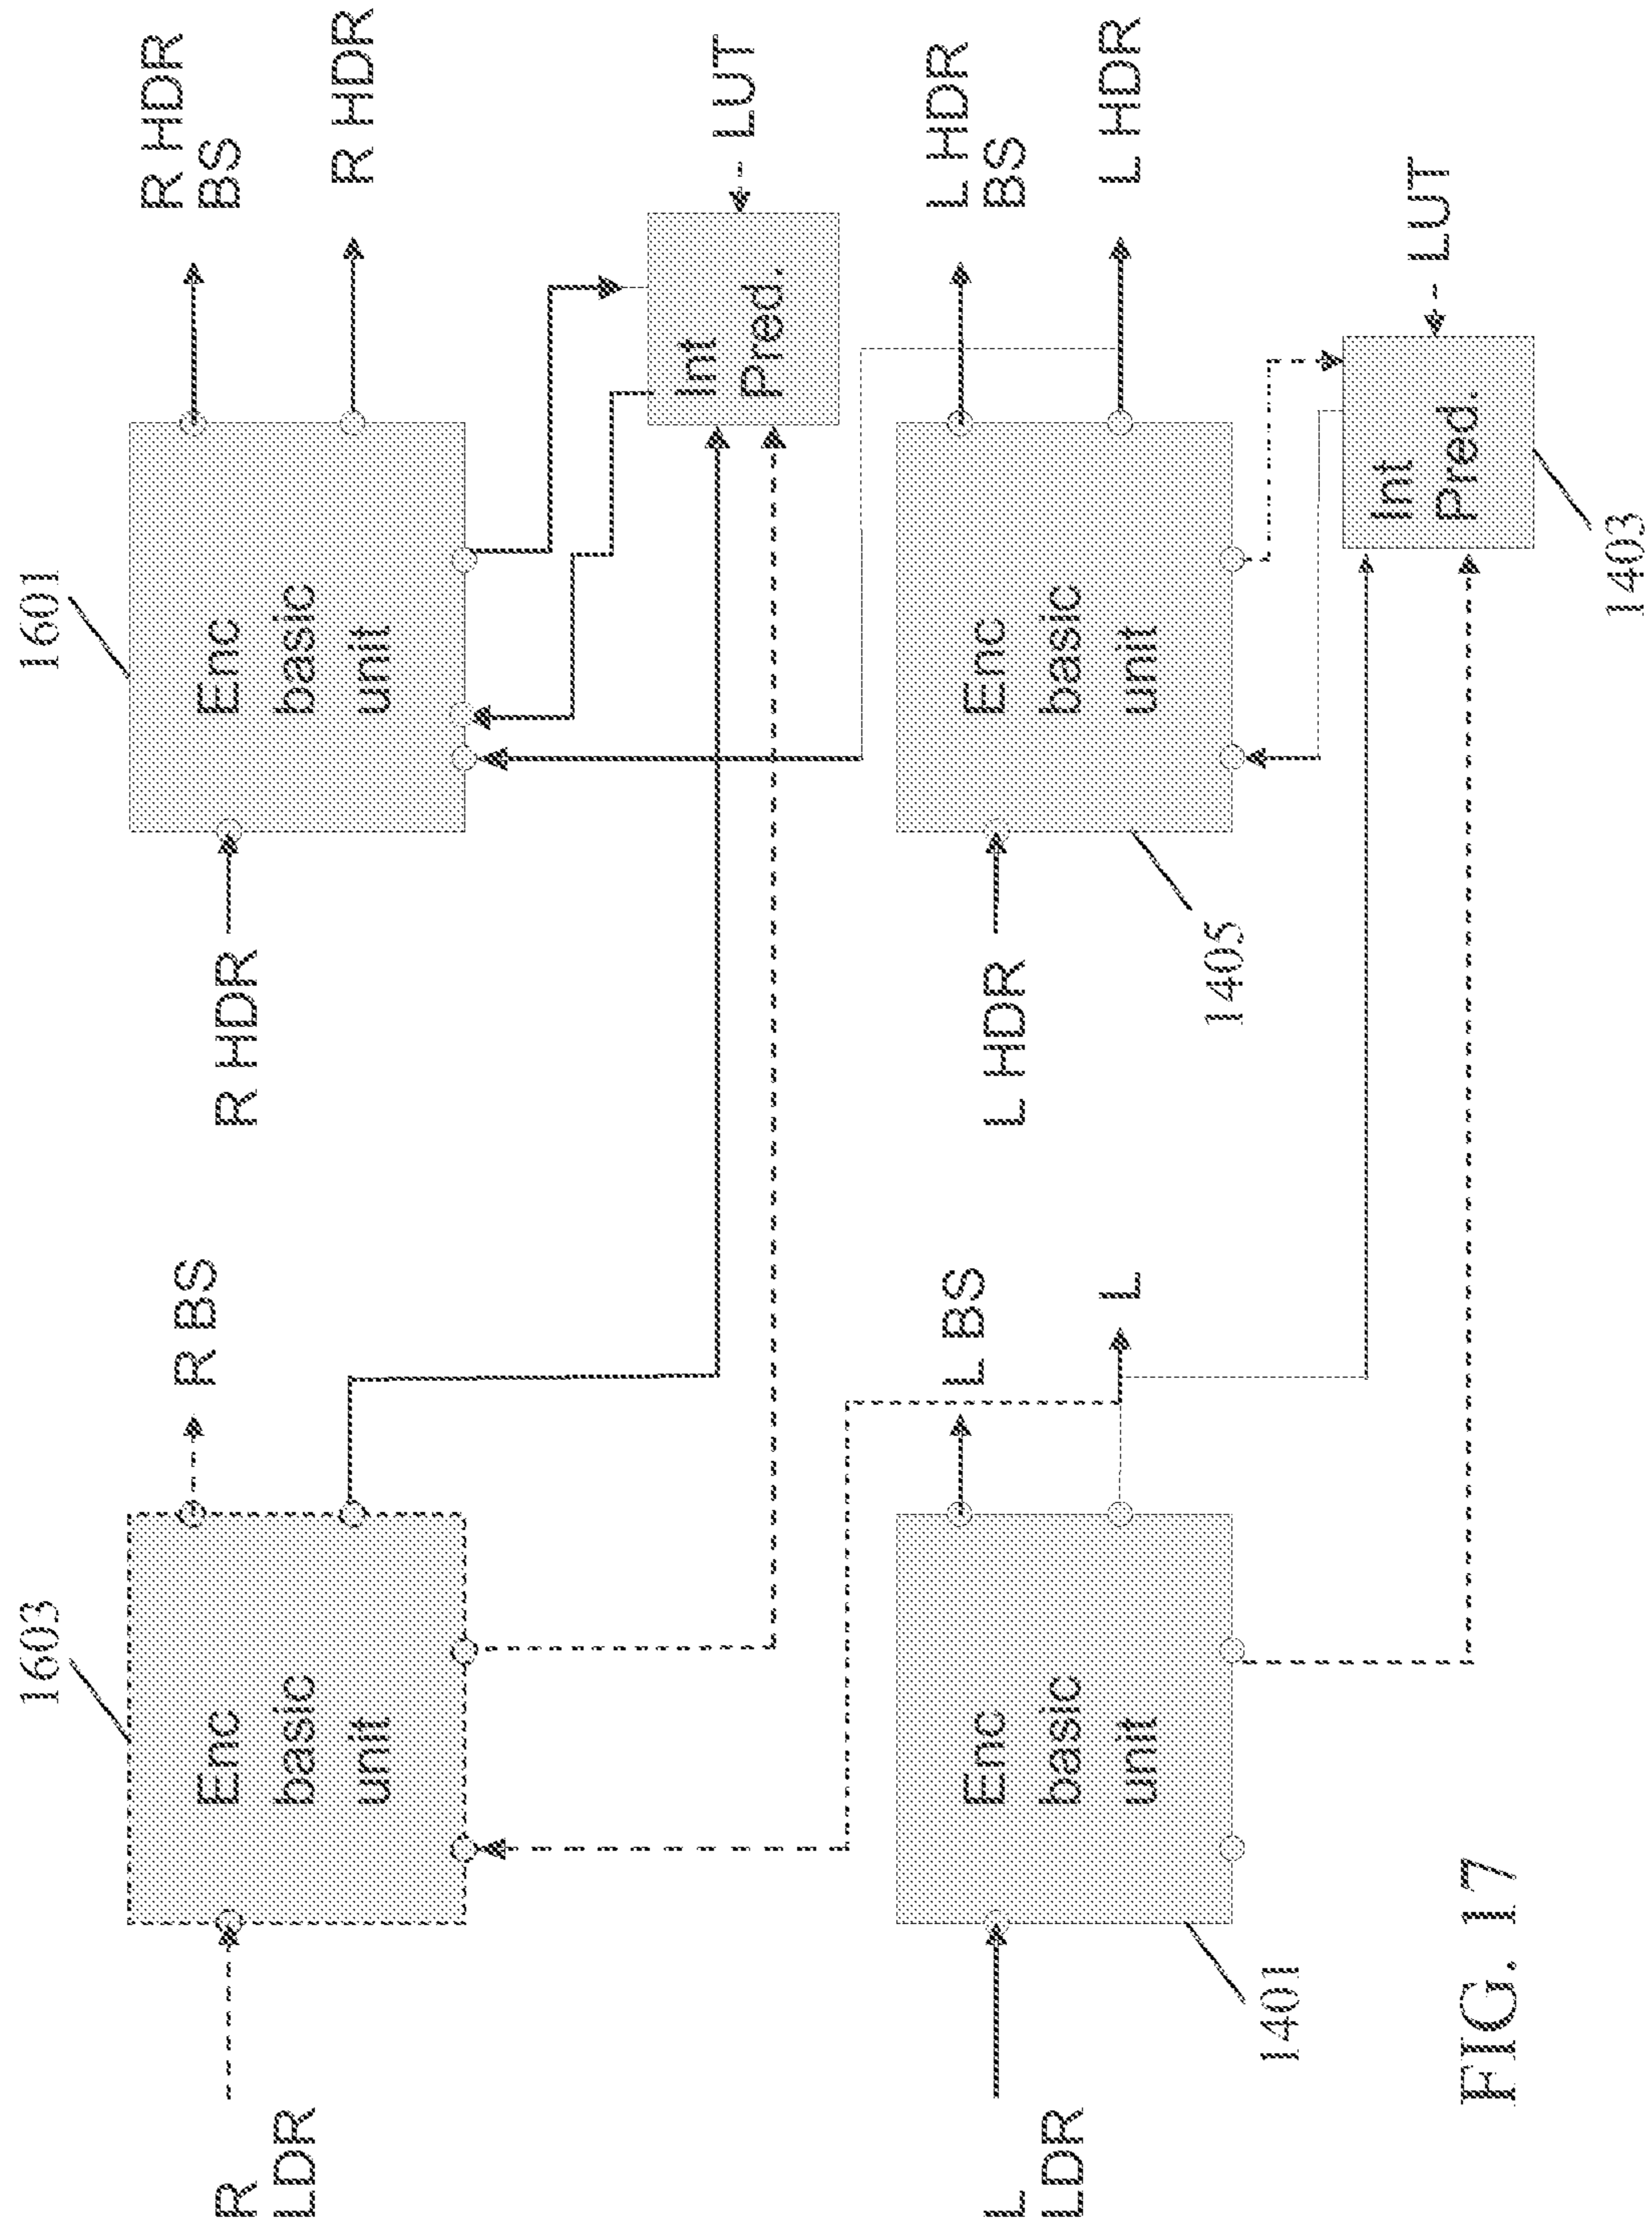 1603
1601
R
LDR
Enc
basic
unit
R BS
R HDR
Enc
basic
unit
R HDR
BS
R HDR
Int
Pred.
LUT
L
LDR
Enc
basic
unit
1401
L BS
L
L HDR
1405
Enc
basic
unit
L HDR
BS
L HDR
Int
Pred.
LUT
1403
FIG. 17